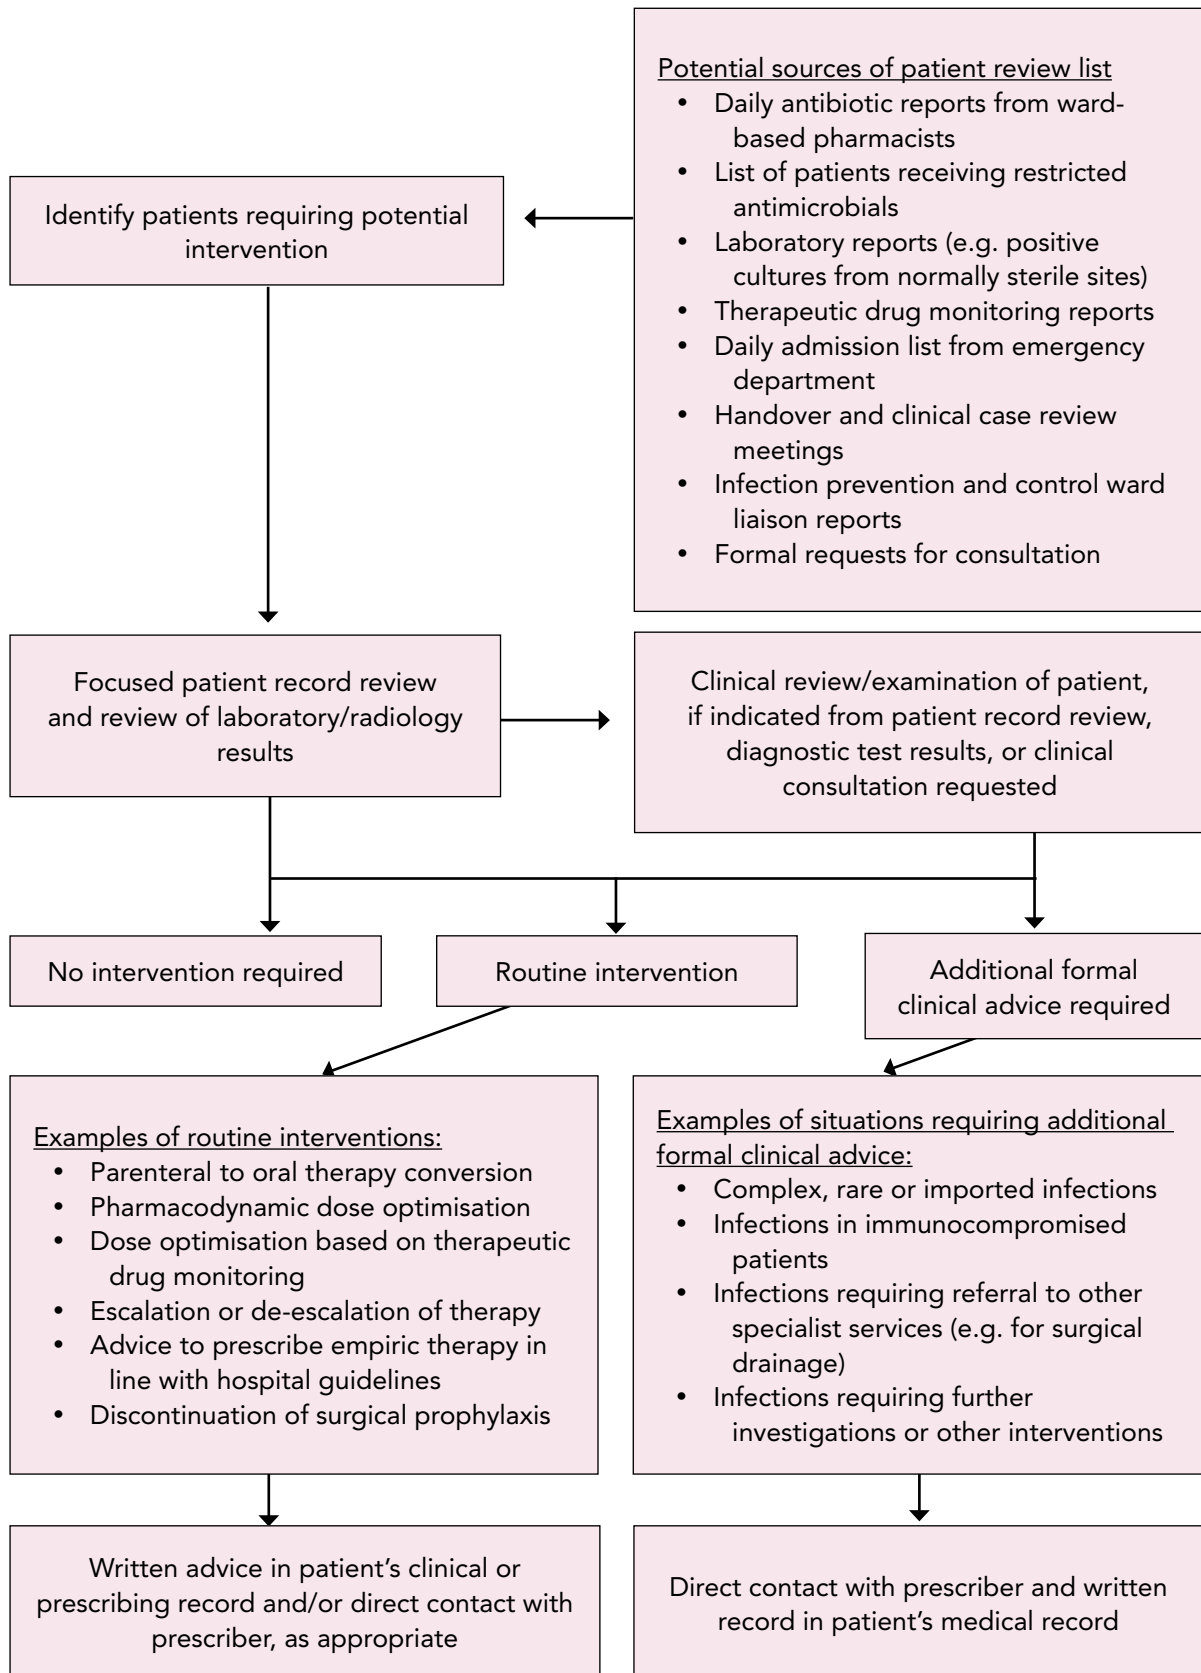 Potential sources of patient review list
• Daily antibiotic reports from ward-
based pharmacists
• List of patients receiving restricted
antimicrobials
• Laboratory reports (e.g. positive
cultures from normally sterile sites)
• Therapeutic drug monitoring reports
• Daily admission list from emergency
department
• Handover and clinical case review
meetings
• Infection prevention and control ward
liaison reports
• Formal requests for consultation
Identify patients requiring potential
intervention
Focused patient record review
and review of laboratory/radiology
results
Clinical review/examination of patient,
if indicated from patient record review,
diagnostic test results, or clinical
consultation requested
No intervention required
Routine intervention
Additional formal
clinical advice required
Examples of routine interventions:
• Parenteral to oral therapy conversion
• Pharmacodynamic dose optimisation
• Dose optimisation based on therapeutic
drug monitoring
• Escalation or de-escalation of therapy
• Advice to prescribe empiric therapy in
line with hospital guidelines
• Discontinuation of surgical prophylaxis
Examples of situations requiring additional
formal clinical advice:
• Complex, rare or imported infections
• Infections in immunocompromised
patients
• Infections requiring referral to other
specialist services (e.g. for surgical
drainage)
• Infections requiring further
investigations or other interventions
Written advice in patient’s clinical or
prescribing record and/or direct contact with
prescriber, as appropriate
Direct contact with prescriber and written
record in patient’s medical record